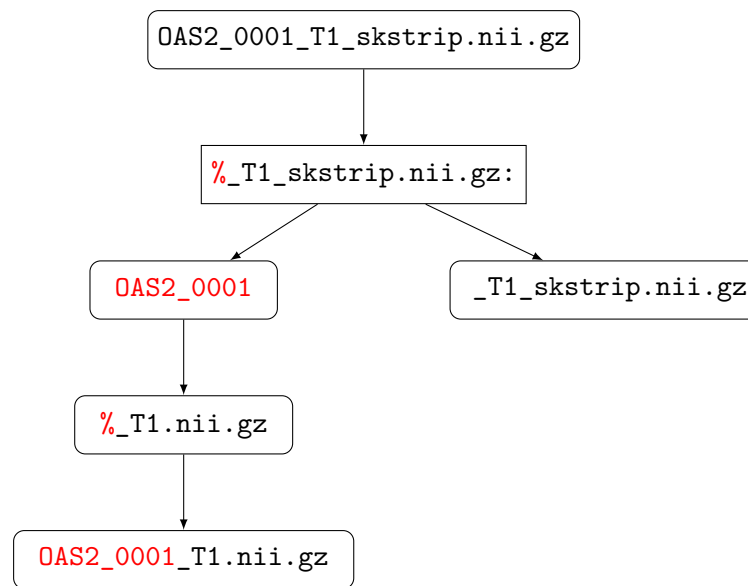 OAS2_0001_T1_skstrip.nii.gz
%_T1_skstrip.nii.gz:
OAS2_0001
_T1_skstrip.nii.gz
%_T1.nii.gz
OAS2_0001_T1.nii.gz